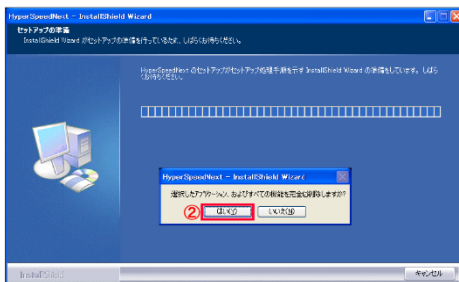 HyperSpeedNext - InstallShield Wizard
セットアップの準備
InstallShield Wizard がセットアップの準備を行っているため、しばらくお待ちください。
HyperSpeedNext のセットアップがセットアップ処理手順を示す InstallShield Wizard の準備をしています。しばら
くお待ちください。
HyperSpeedNext - InstallShield Wizard
選択したアプリケーション、およびすべての機能を完全に削除しますか?
② はい(Y) いいえ(N)
InstallShield
キャンセル